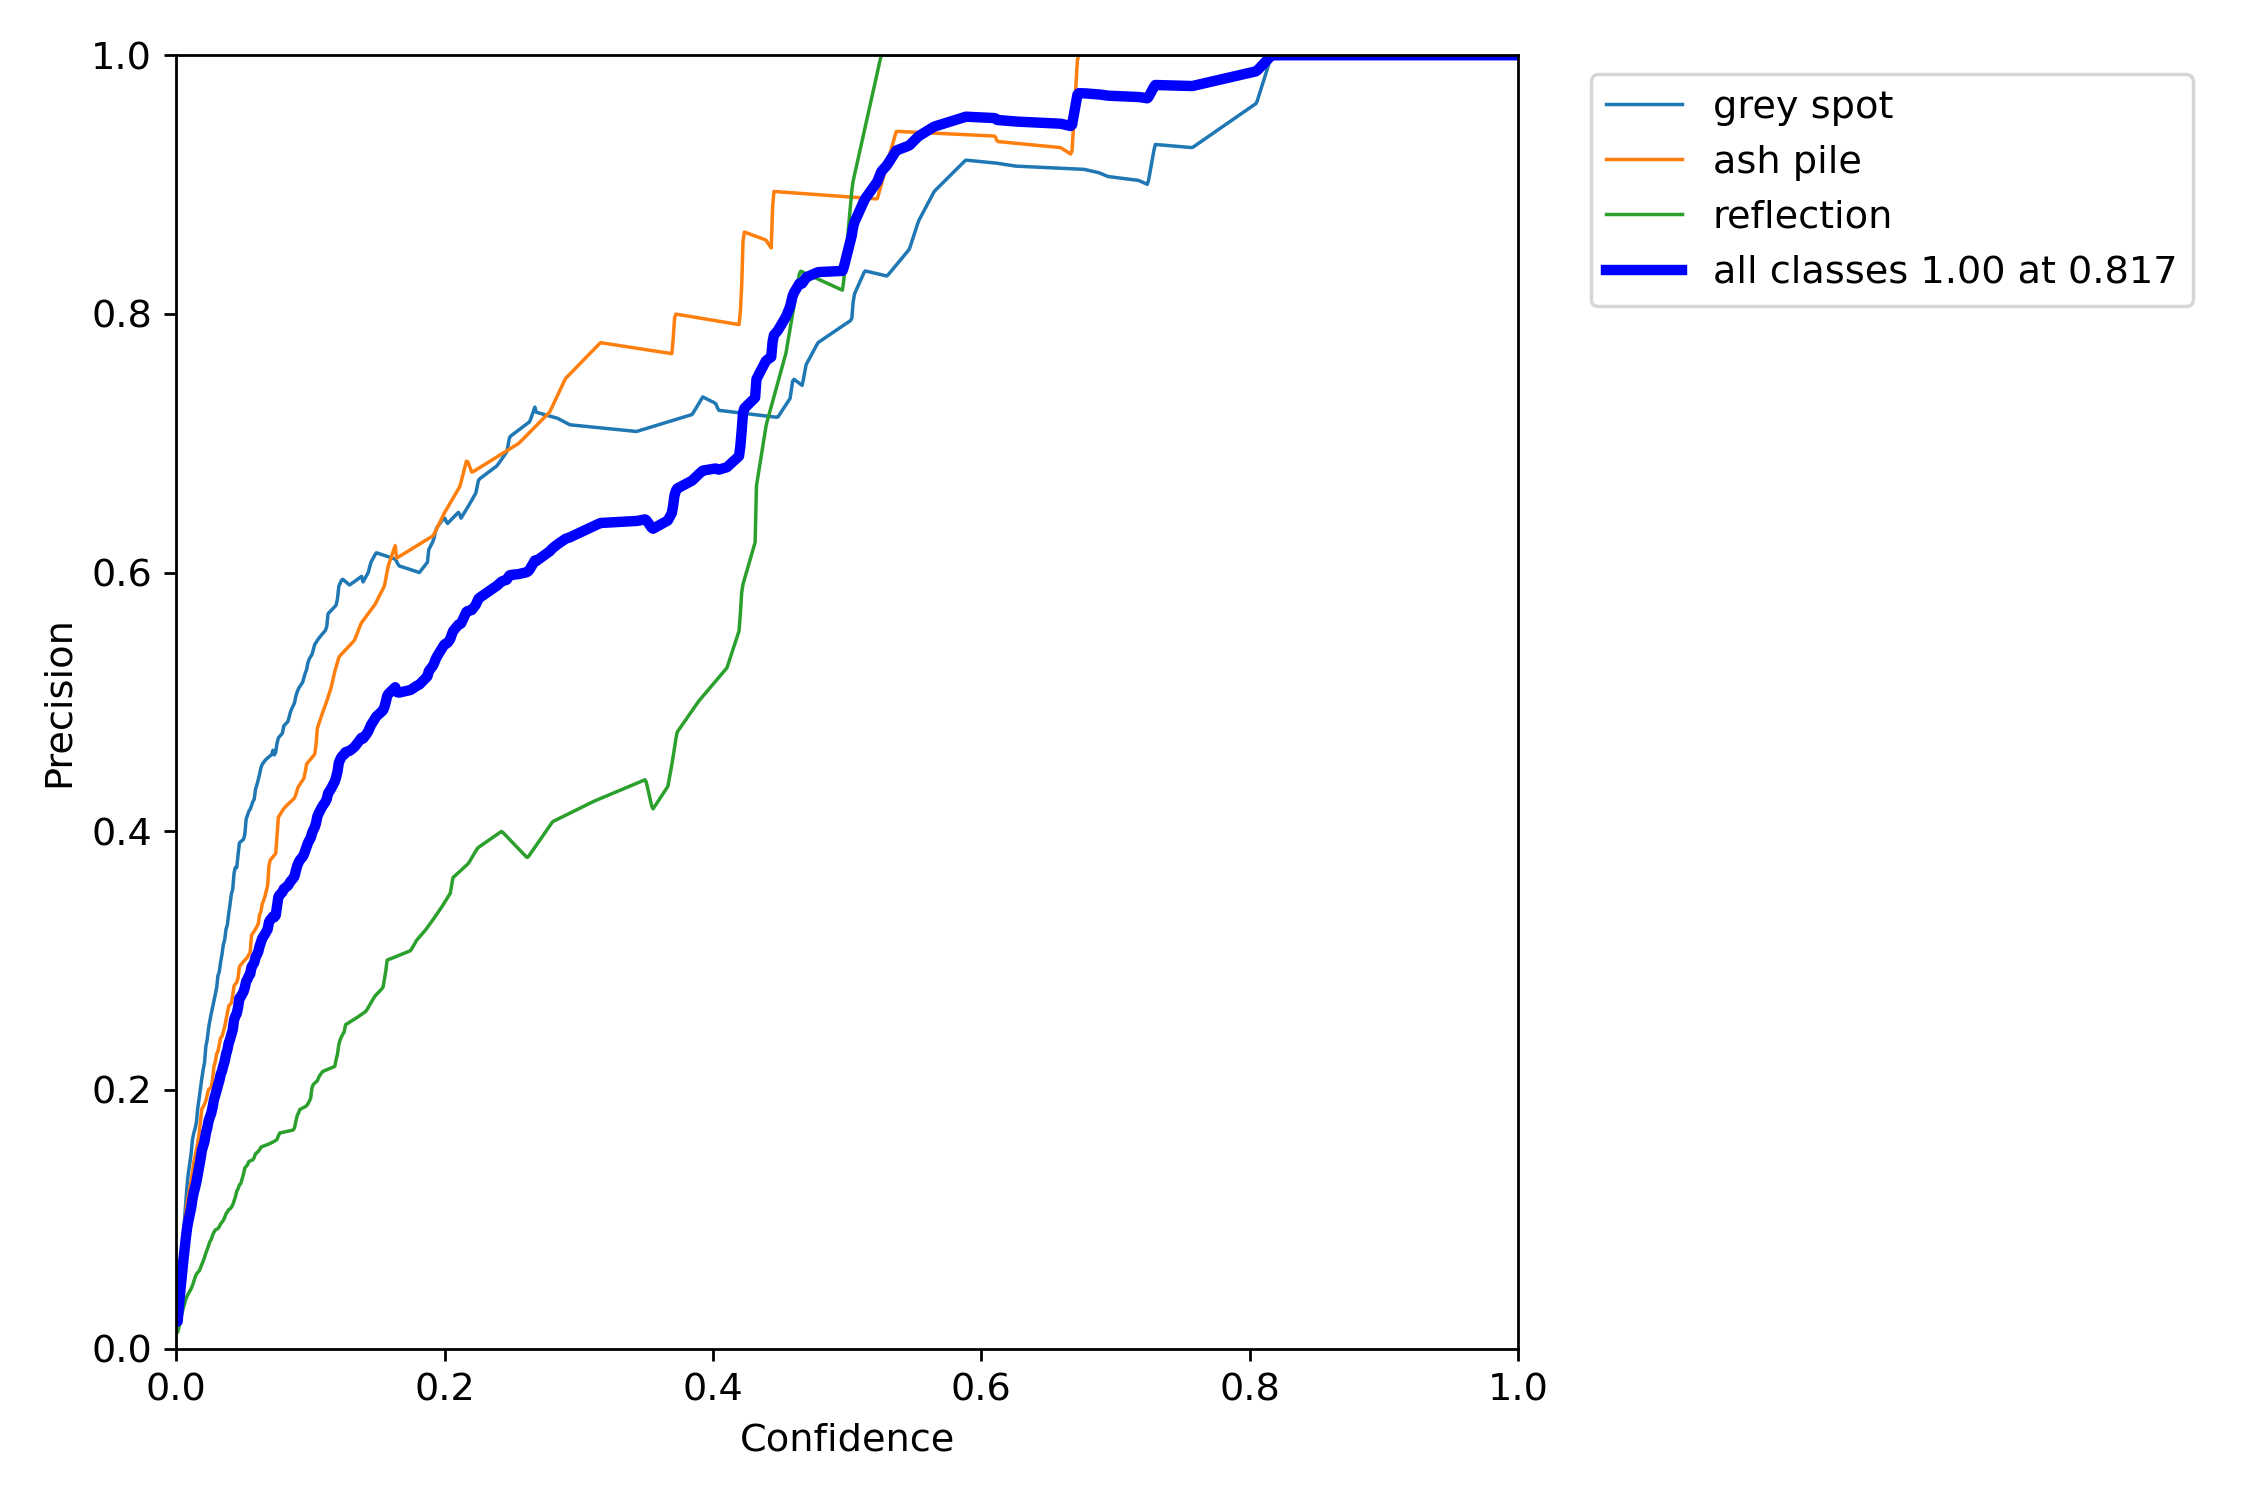 1.0
0.8
0.6
0.4
0.2
0.0
Precision
0.0 0.2 0.4 0.6 0.8 1.0
Confidence
grey spot
ash pile
reflection
all classes 1.00 at 0.817